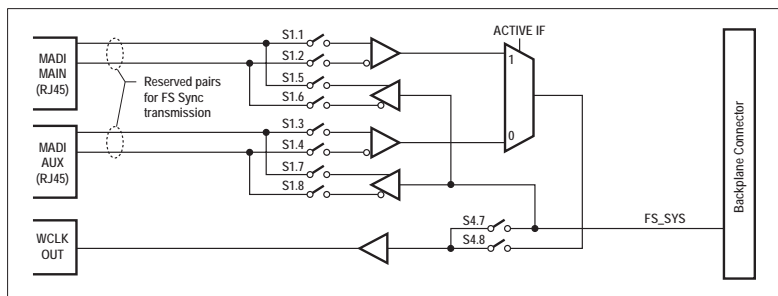 MADI
MAIN
(RJ45)
Reserved pairs
for FS Sync
transmission
MADI
AUX
(RJ45)
WCLK
OUT
S1.1
S1.2
S1.5
S1.6
S1.3
S1.4
S1.7
S1.8
ACTIVE IF
1
0
S4.7
S4.8
FS_SYS
Backplane Connector